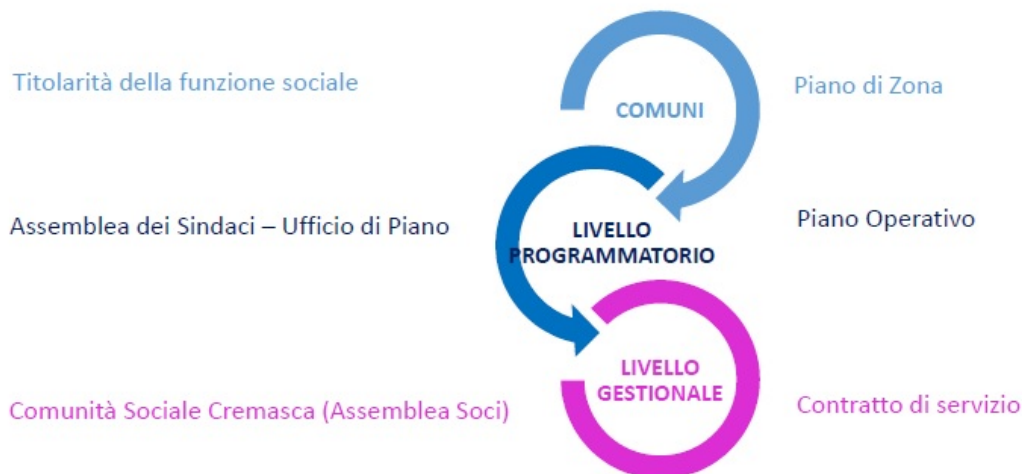 Titolarità della funzione sociale
COMUNI
Piano di Zona
Assemblea dei Sindaci – Ufficio di Piano
LIVELLO
PROGRAMMATORIO
Piano Operativo
Comunità Sociale Cremasca (Assemblea Soci)
LIVELLO
GESTIONALE
Contratto di servizio